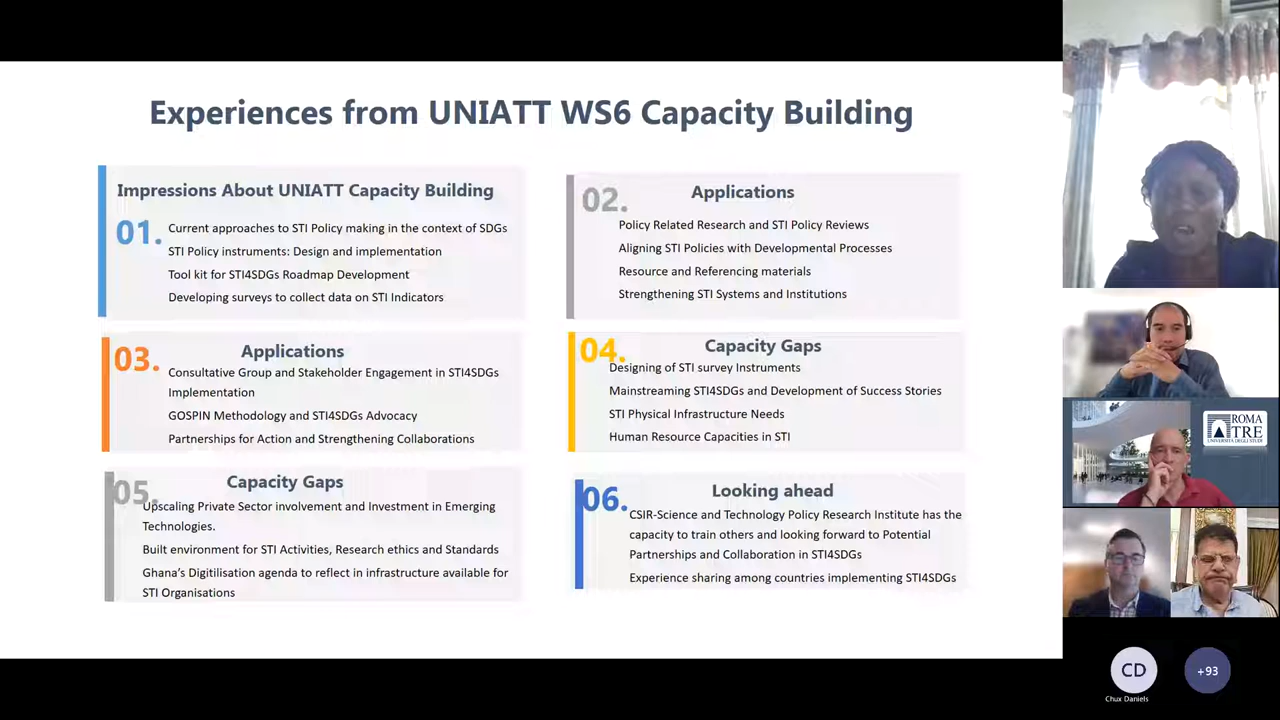 Experiences from UNIATT WS6 Capacity Building
Impressions About UNIATT Capacity Building
01.
Current approaches to STI Policy making in the context of SDGs
STI Policy instruments: Design and implementation
Tool kit for STI4SDGs Roadmap Development
Developing surveys to collect data on STI Indicators
02.
Applications
Policy Related Research and STI Policy Reviews
Aligning STI Policies with Developmental Processes
Resource and Referencing materials
Strengthening STI Systems and Institutions
03.
Applications
Consultative Group and Stakeholder Engagement in STI4SDGs
Implementation
GOSPIN Methodology and STI4SDGs Advocacy
Partnerships for Action and Strengthening Collaborations
04.
Capacity Gaps
Designing of STI survey Instruments
Mainstreaming STI4SDGs and Development of Success Stories
STI Physical Infrastructure Needs
Human Resource Capacities in STI
05.
Capacity Gaps
Upscaling Private Sector involvement and Investment in Emerging
Technologies.
Built environment for STI Activities, Research ethics and Standards
Ghana's Digitilisation agenda to reflect in infrastructure available for
STI Organisations
06.
Looking ahead
CSIR-Science and Technology Policy Research Institute has the
capacity to train others and looking forward to Potential
Partnerships and Collaboration in STI4SDGs
Experience sharing among countries implementing STI4SDGs
ROMA
TRE
UNIVERSITÀ DEGLI STUDI
CD
+93
Chux Daniels